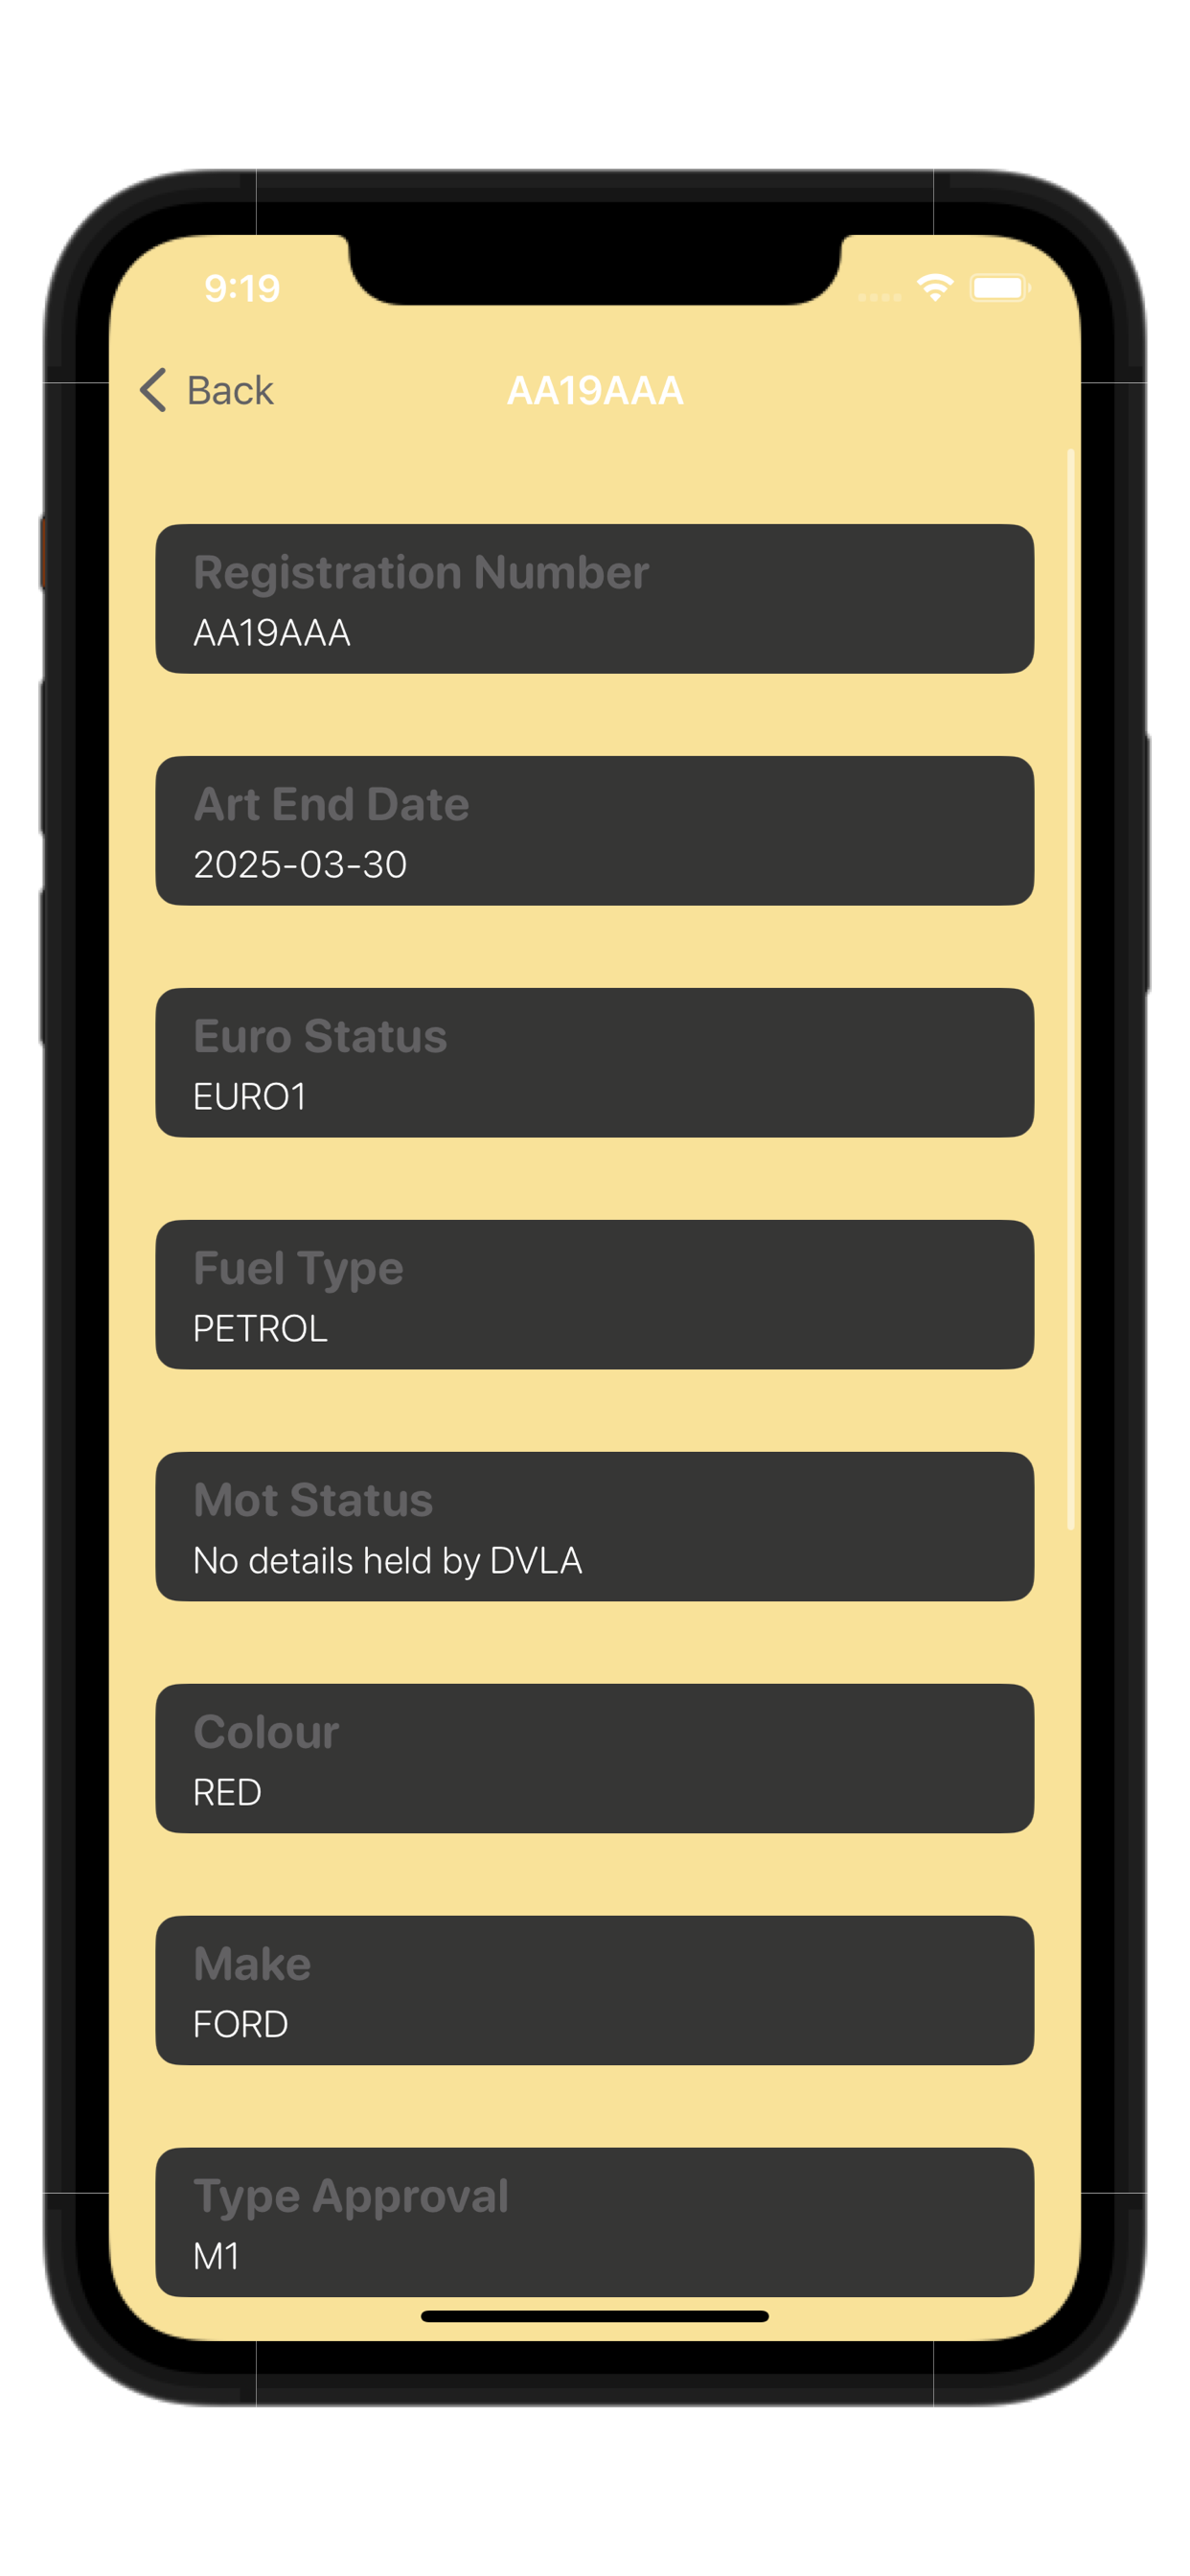 9:19
Back
AA19AAA
Registration Number
AA19AAA
Art End Date
2025-03-30
Euro Status
EURO1
Fuel Type
PETROL
Mot Status
No details held by DVLA
Colour
RED
Make
FORD
Type Approval
M1